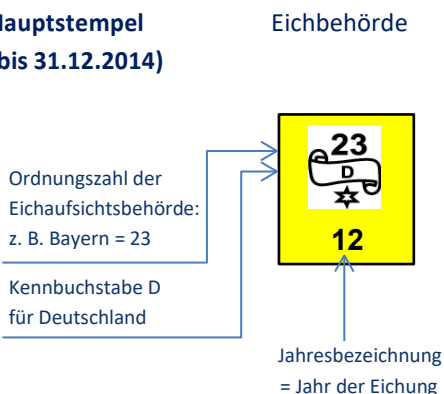 Hauptstempel
bis 31.12.2014)
Eichbehörde
23
D
12
Ordnungszahl der
Eichaufsichtsbehörde:
z. B. Bayern = 23
Kennbuchstabe D
für Deutschland
Jahresbezeichnung
= Jahr der Eichung